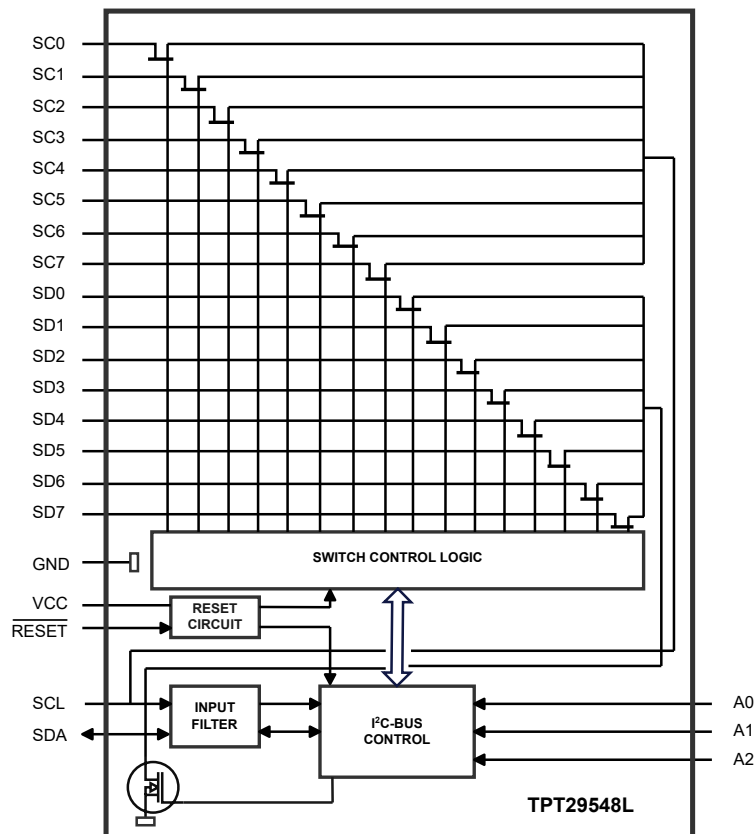 SC0
SC1
SC2
SC3
SC4
SC5
SC6
SC7
SD0
SD1
SD2
SD3
SD4
SD5
SD6
SD7
GND
SWITCH CONTROL LOGIC
VCC
RESET
RESET
CIRCUIT
SCL
SDA
INPUT
FILTER
I²C-BUS
CONTROL
A0
A1
A2
TPT29548L